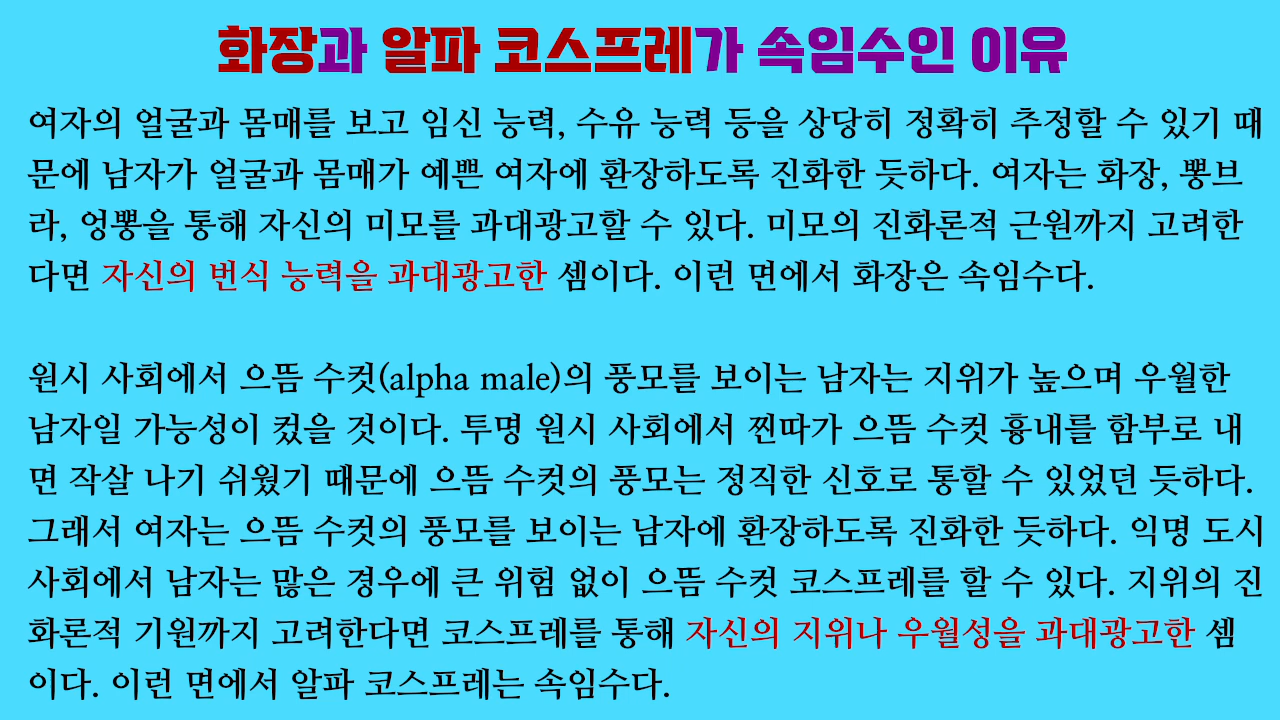 화장과 알파 코스프레가 속임수인 이유
여자의 얼굴과 몸매를 보고 임신 능력, 수유 능력 등을 상당히 정확히 추정할 수 있기 때
문에 남자가 얼굴과 몸매가 예쁜 여자에 환장하도록 진화한 듯하다. 여자는 화장, 뽕브
라, 엉뽕을 통해 자신의 미모를 과대광고할 수 있다. 미모의 진화론적 근원까지 고려한
다면 자신의 번식 능력을 과대광고한 셈이다. 이런 면에서 화장은 속임수다.
원시 사회에서 으뜸 수컷(alpha male)의 풍모를 보이는 남자는 지위가 높으며 우월한
남자일 가능성이 컸을 것이다. 투명 원시 사회에서 찐따가 으뜸 수컷 흉내를 함부로 내
면 작살 나기 쉬웠기 때문에 으뜸 수컷의 풍모는 정직한 신호로 통할 수 있었던 듯하다.
그래서 여자는 으뜸 수컷의 풍모를 보이는 남자에 환장하도록 진화한 듯하다. 익명 도시
사회에서 남자는 많은 경우에 큰 위험 없이 으뜸 수컷 코스프레를 할 수 있다. 지위의 진
화론적 기원까지 고려한다면 코스프레를 통해 자신의 지위나 우월성을 과대광고한 셈
이다. 이런 면에서 알파 코스프레는 속임수다.